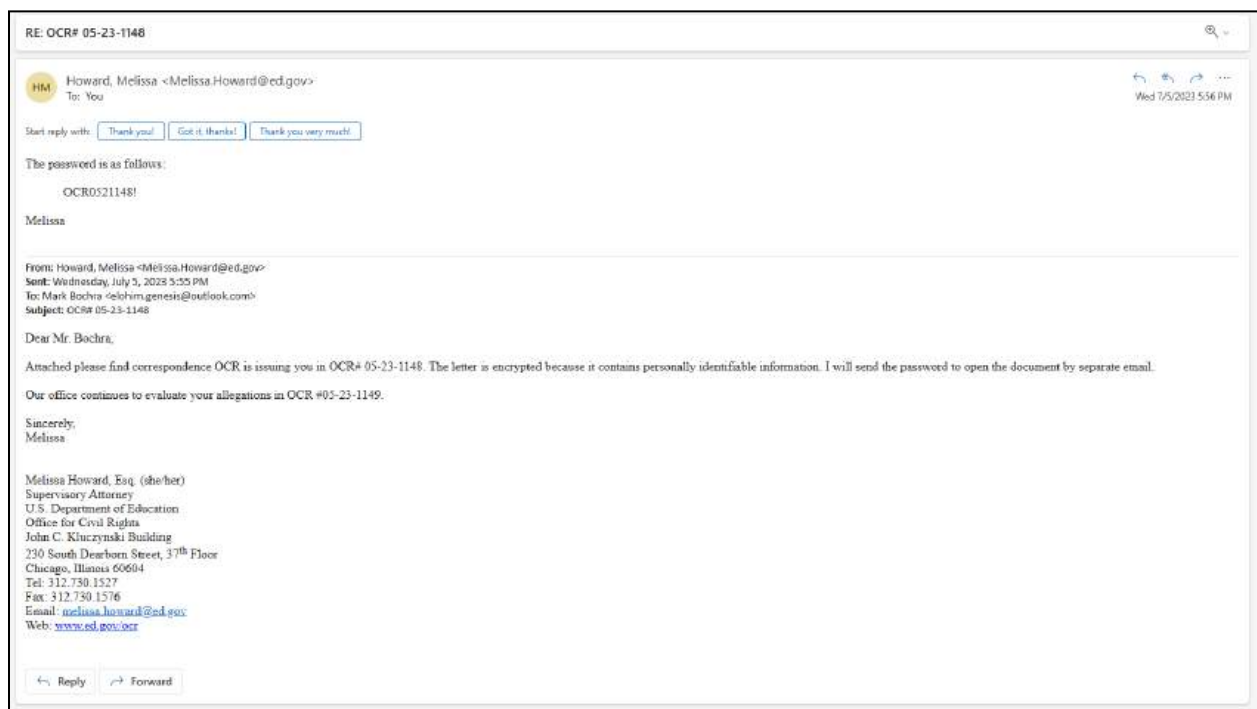 RE: OCR# 05-23-1148
HM
Howard, Melissa <Melissa.Howard@ed.gov>
To: You
Wed 7/5/2023 5:56 PM
Start reply with: Thank you! Got it, thanks! Thank you very much!
The password is as follows:
OCR0521148!
Melissa
From: Howard, Melissa <Melissa.Howard@ed.gov>
Sent: Wednesday, July 5, 2023 5:55 PM
To: Mark Bochra <elohim.genesis@outlook.com>
Subject: OCR# 05-23-1148
Dear Mr. Bochra,
Attached please find correspondence OCR is issuing you in OCR# 05-23-1148. The letter is encrypted because it contains personally identifiable information. I will send the password to open the document by separate email.
Our office continues to evaluate your allegations in OCR #05-23-1149.
Sincerely,
Melissa
Melissa Howard, Esq. (she/her)
Supervisory Attorney
U.S. Department of Education
Office for Civil Rights
John C. Kluczynski Building
230 South Dearborn Street, 37th Floor
Chicago, Illinois 60604
Tel: 312.730.1527
Fax: 312.730.1576
Email: melissa.howard@ed.gov
Web: www.ed.gov/ocr
Reply Forward